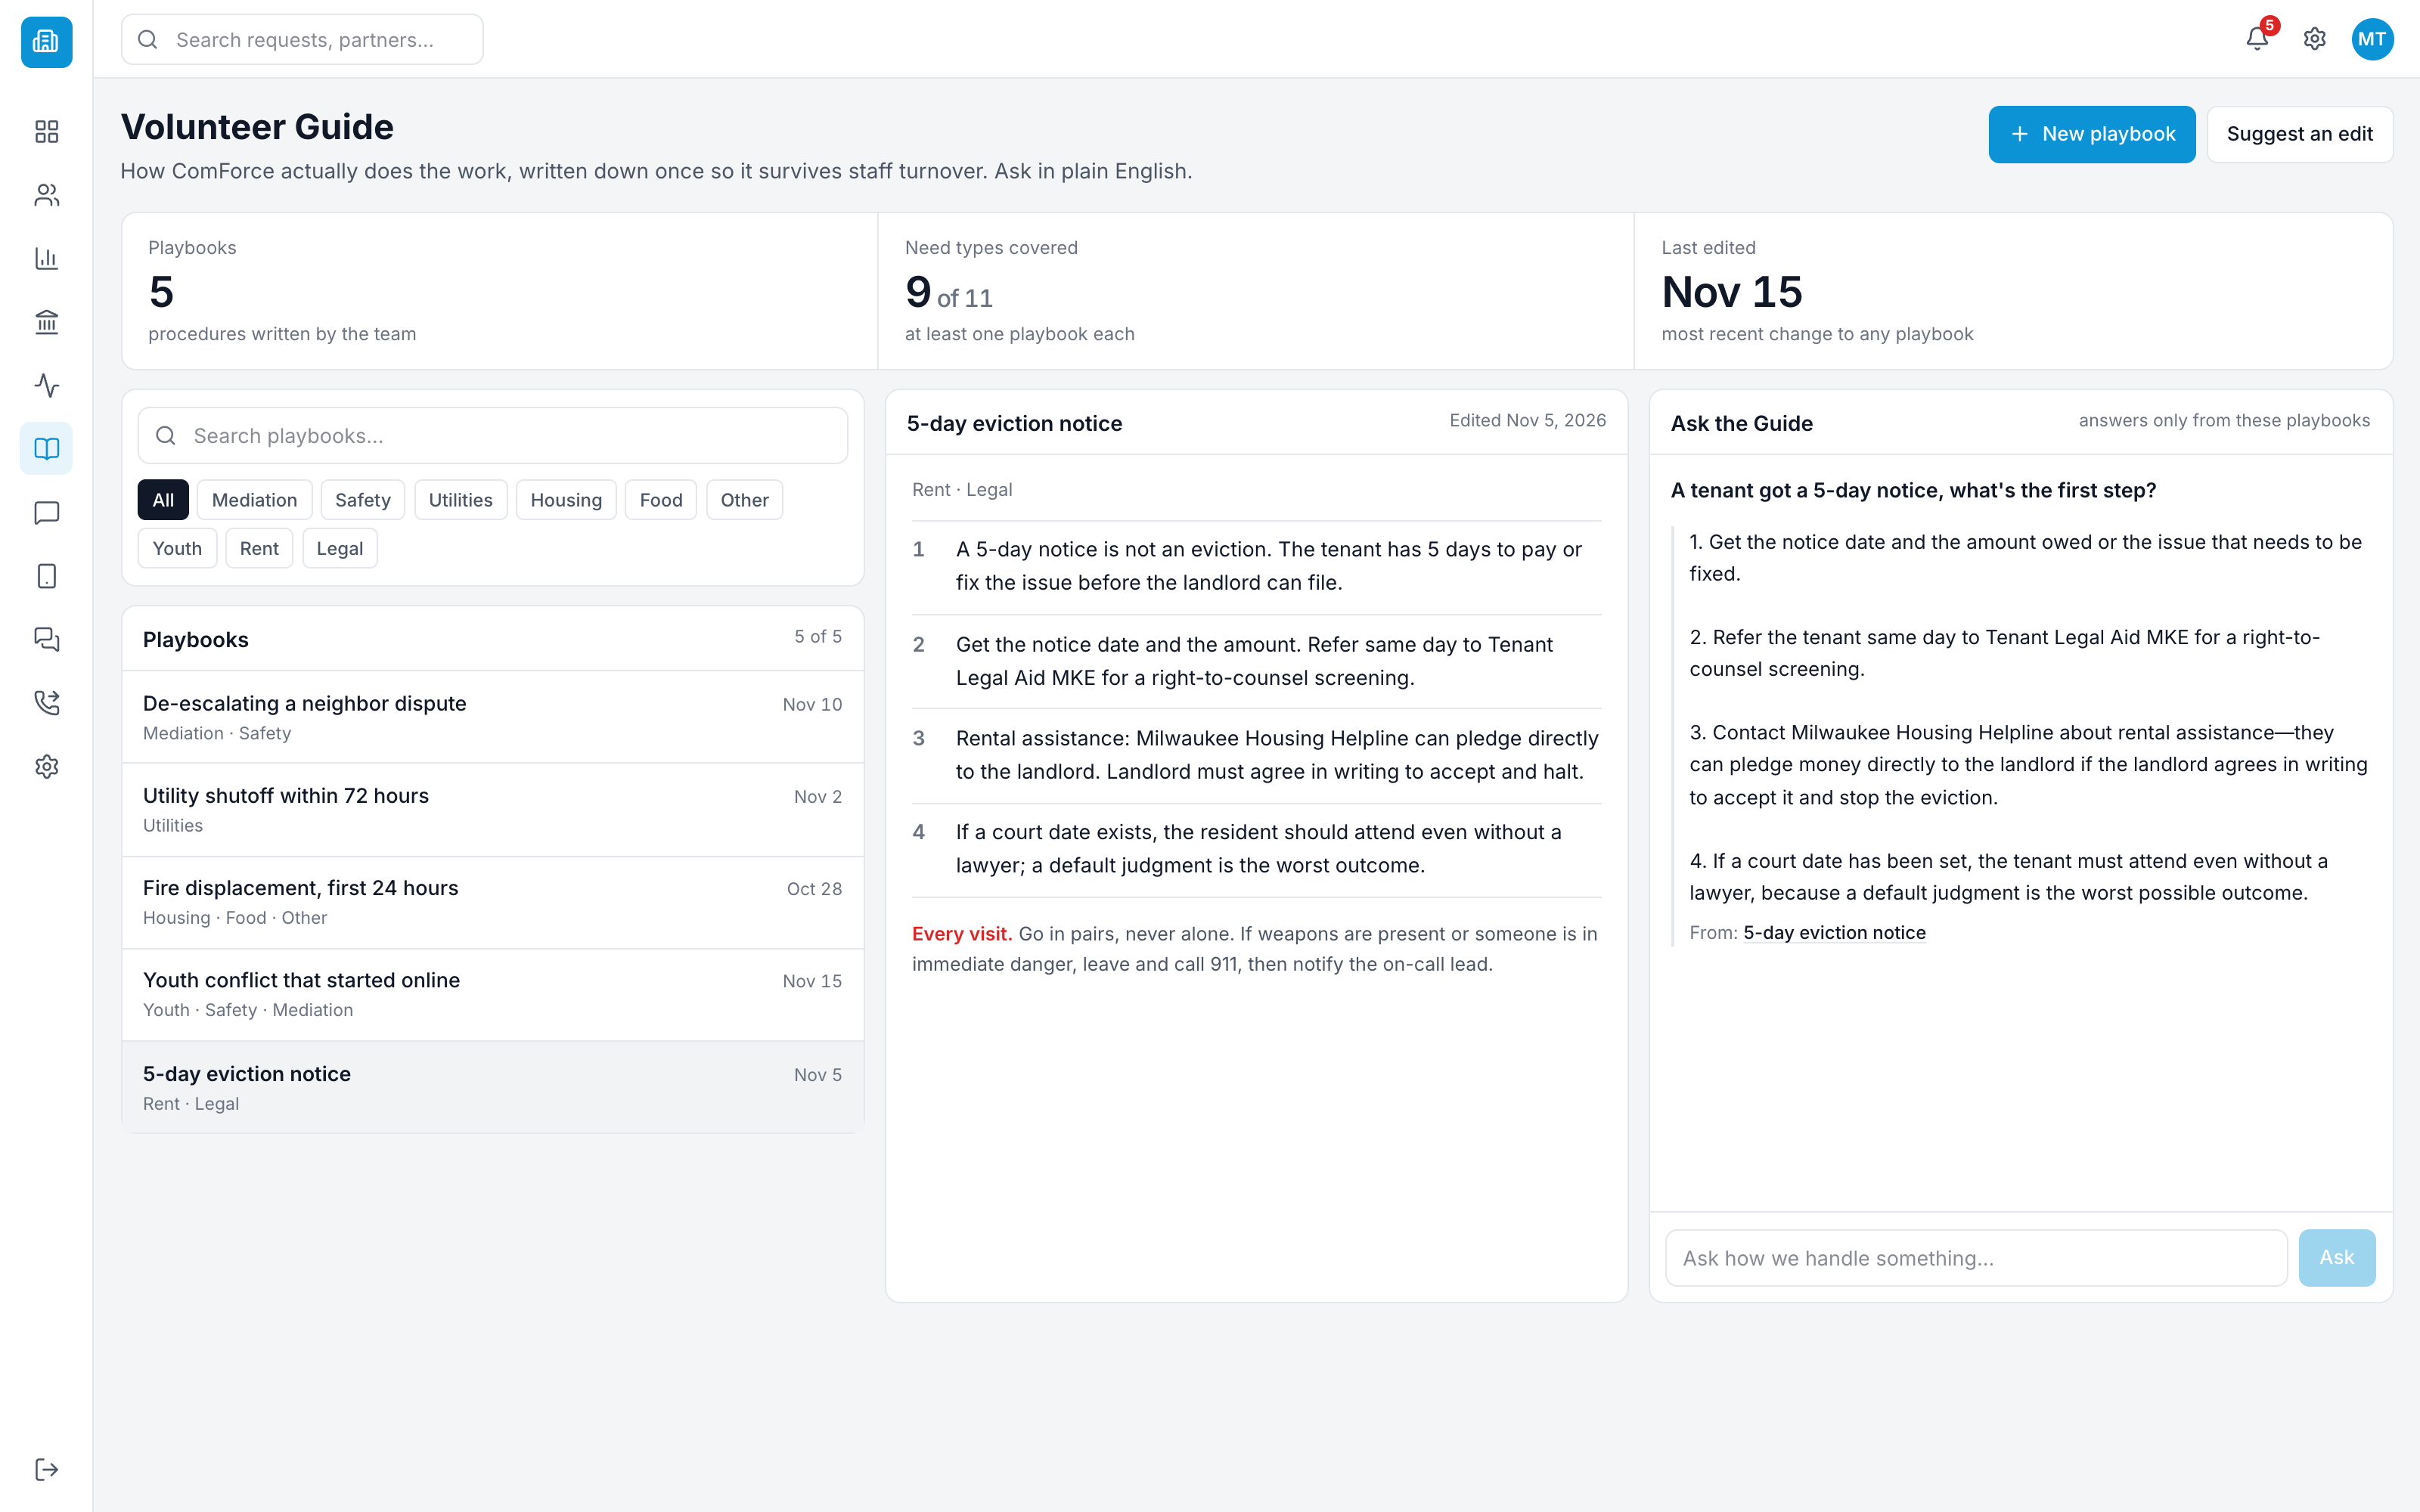 Search requests, partners...
5
MT
Volunteer Guide
How ComForce actually does the work, written down once so it survives staff turnover. Ask in plain English.
New playbook
Suggest an edit
Playbooks
5
procedures written by the team
Need types covered
9 of 11
at least one playbook each
Last edited
Nov 15
most recent change to any playbook
Search playbooks...
All
Mediation
Safety
Utilities
Housing
Food
Other
Youth
Rent
Legal
Playbooks
5 of 5
De-escalating a neighbor dispute
Nov 10
Mediation · Safety
Utility shutoff within 72 hours
Nov 2
Utilities
Fire displacement, first 24 hours
Oct 28
Housing · Food · Other
Youth conflict that started online
Nov 15
Youth · Safety · Mediation
5-day eviction notice
Nov 5
Rent · Legal
5-day eviction notice
Edited Nov 5, 2026
Rent · Legal
1 A 5-day notice is not an eviction. The tenant has 5 days to pay or
fix the issue before the landlord can file.
2 Get the notice date and the amount. Refer same day to Tenant
Legal Aid MKE for a right-to-counsel screening.
3 Rental assistance: Milwaukee Housing Helpline can pledge directly
to the landlord. Landlord must agree in writing to accept and halt.
4 If a court date exists, the resident should attend even without a
lawyer; a default judgment is the worst outcome.
Every visit. Go in pairs, never alone. If weapons are present or someone is in
immediate danger, leave and call 911, then notify the on-call lead.
Ask the Guide
answers only from these playbooks
A tenant got a 5-day notice, what's the first step?
1. Get the notice date and the amount owed or the issue that needs to be
fixed.
2. Refer the tenant same day to Tenant Legal Aid MKE for a right-to-
counsel screening.
3. Contact Milwaukee Housing Helpline about rental assistance—they
can pledge money directly to the landlord if the landlord agrees in writing
to accept it and stop the eviction.
4. If a court date has been set, the tenant must attend even without a
lawyer, because a default judgment is the worst possible outcome.
From: 5-day eviction notice
Ask how we handle something...
Ask